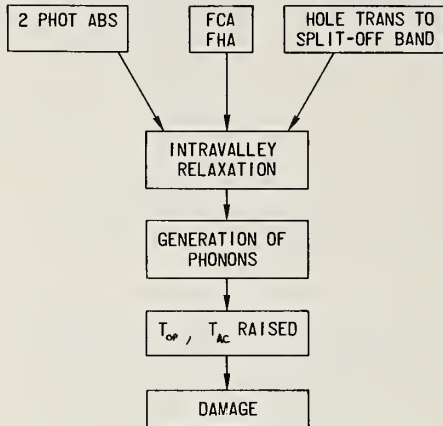 2 PHOT ABS
FCA
FHA
HOLE TRANS TO
SPLIT-OFF BAND
INTRAVALLEY
RELAXATION
GENERATION OF
PHONONS
T_OP, T_AC RAISED
DAMAGE